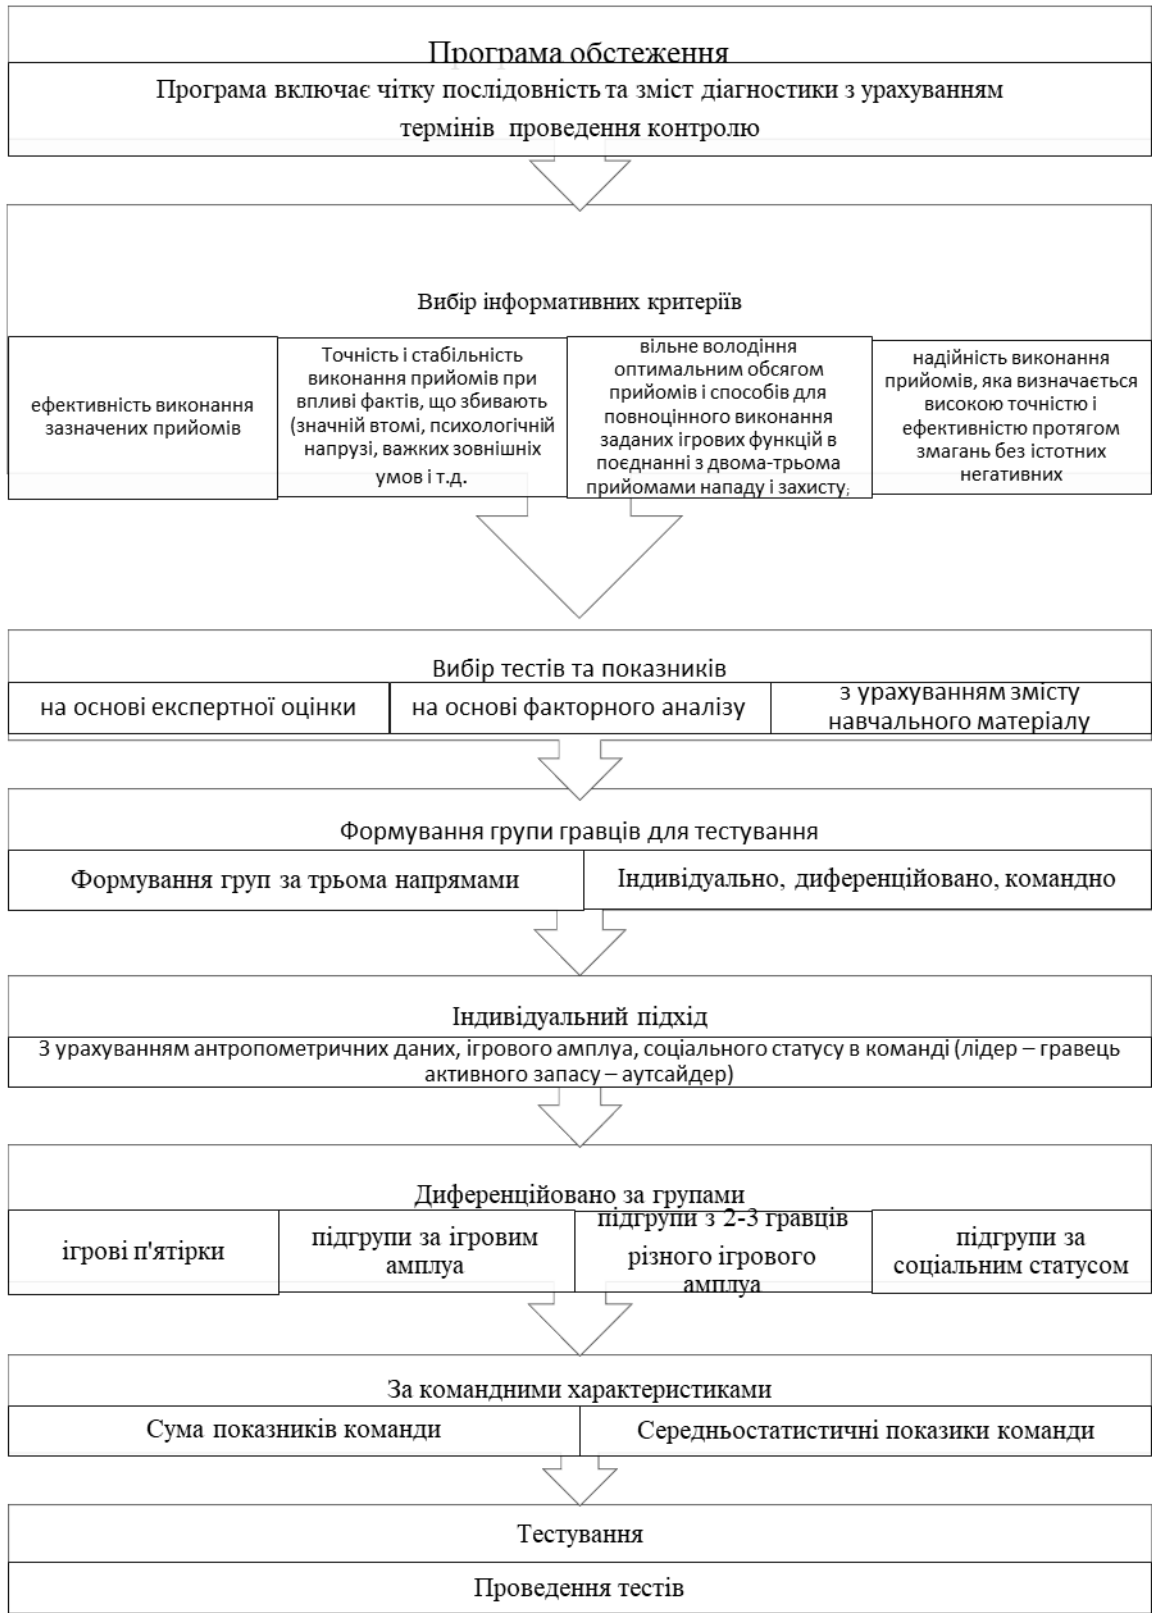 Програма обстеження
Програма включає чітку послідовність та зміст діагностики з урахуванням
термінів проведення контролю
Вибір інформативних критеріїв
ефективність виконання
зазначених прийомів
Точність і стабільність
виконання прийомів при
впливі фактів, що збивають
(значній втомі, психологічній
напрузі, важких зовнішніх
умов і т.д.
вільне володіння
оптимальним обсягом
прийомів і способів для
повноцінного виконання
заданих ігрових функцій в
поєднанні з двома-трьома
прийомами нападу і захисту;
надійність виконання
прийомів, яка визначається
високою точністю і
ефективністю протягом
змагань без істотних
негативних
Вибір тестів та показників
на основі експертної оцінки
на основі факторного аналізу
з урахуванням змісту
навчального матеріалу
Формування групи гравців для тестування
Формування груп за трьома напрямами
Індивідуально, диференційовано, командно
Індивідуальний підхід
З урахуванням антропометричних даних, ігрового амплуа, соціального статусу в команді (лідер – гравець
активного запасу – аутсайдер)
Диференційовано за групами
ігрові п'ятірки
підгрупи за ігровим
амплуа
підгрупи з 2-3 гравців
різного ігрового
амплуа
підгрупи за
соціальним статусом
За командними характеристиками
Сума показників команди
Середньостатистичні показики команди
Тестування
Проведення тестів